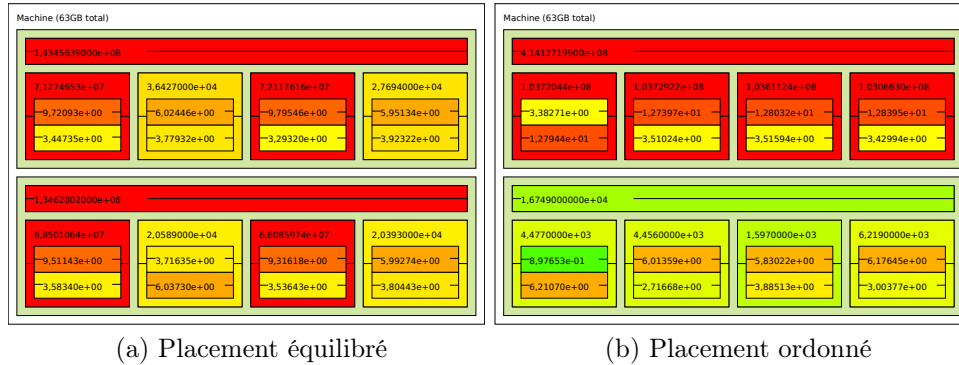 Machine (63GB total)
1,4345639000e+08
7,1274653e+07 3,6427000e+04 7,2117616e+07 2,7694000e+04
9,72093e+00 6,02446e+00 9,79546e+00 5,95134e+00
3,44735e+00 3,77932e+00 3,29320e+00 3,92322e+00
1,3462802000e+08
6,8501064e+07 2,0589000e+04 6,6085974e+07 2,0393000e+04
9,51143e+00 3,71635e+00 9,31618e+00 5,99274e+00
3,58340e+00 6,03730e+00 3,53643e+00 3,80443e+00
(a) Placement équilibré
Machine (63GB total)
4,1412719900e+08
1,0372044e+08 1,0372922e+08 1,0361124e+08 1,0306630e+08
3,38271e+00 1,27397e+01 1,28032e+01 1,28395e+01
1,27944e+01 3,51024e+00 3,51594e+00 3,42994e+00
1,6749000000e+04
4,4770000e+03 4,4560000e+03 1,5970000e+03 6,2190000e+03
8,97653e-01 6,01359e+00 5,83022e+00 6,17645e+00
6,21070e+00 2,71668e+00 3,88513e+00 3,00377e+00
(b) Placement ordonné